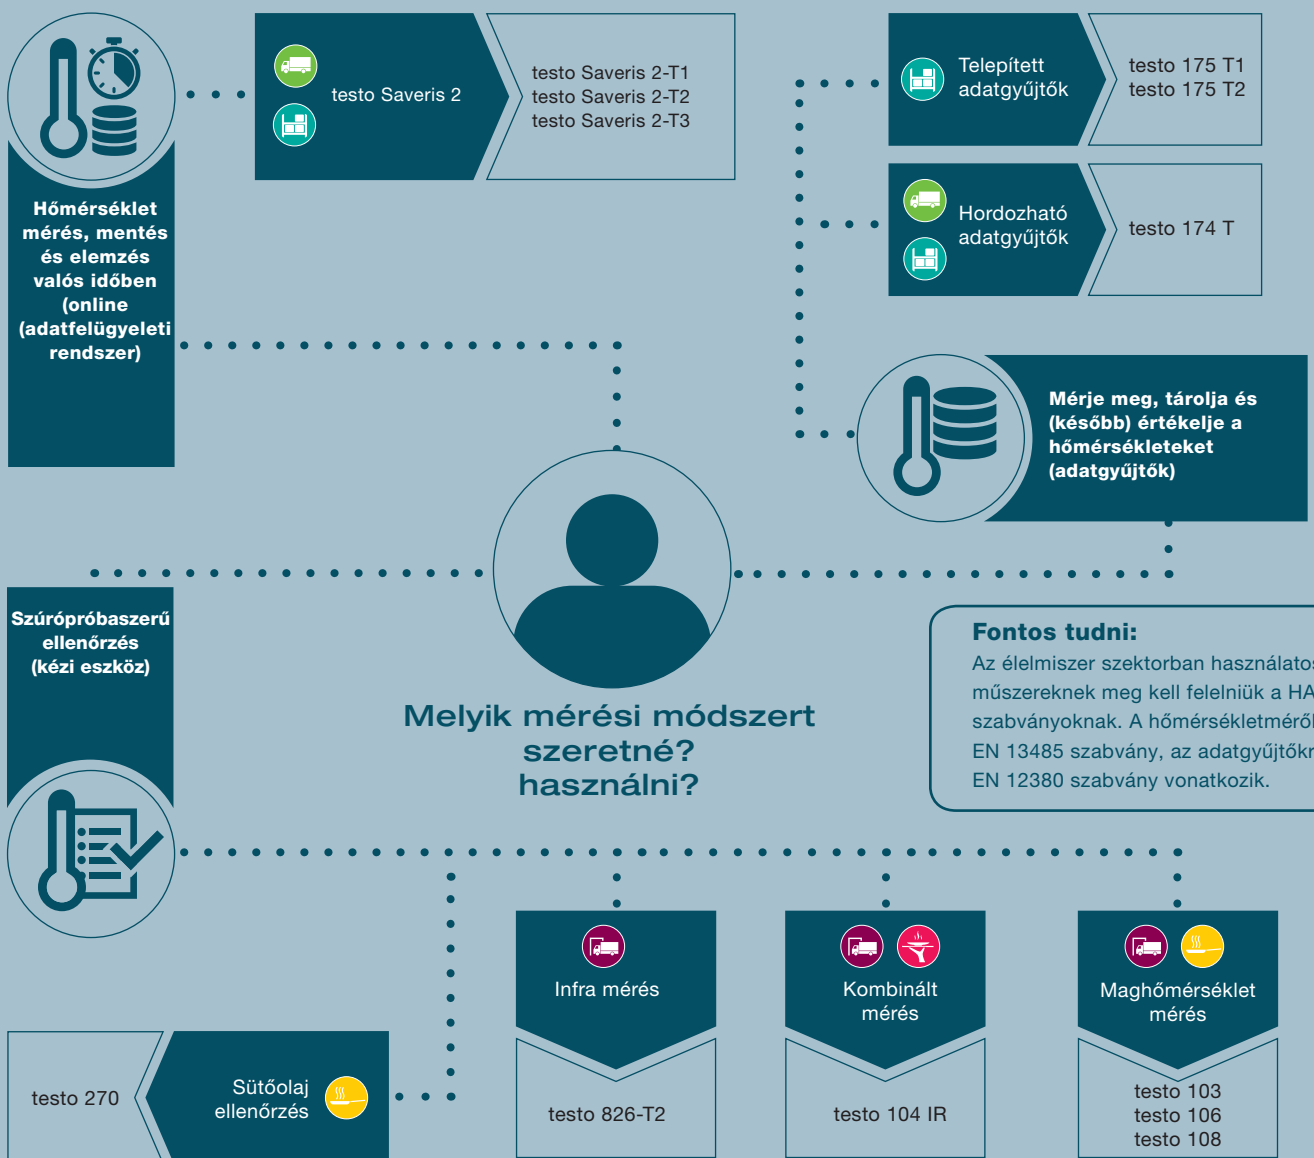 Hőmérséklet
mérés, mentés
és elemzés
valós időben
(online
(adatfelügyeleti
rendszer)
testo Saveris 2
testo Saveris 2-T1
testo Saveris 2-T2
testo Saveris 2-T3
Telepített
adatgyűjtők
testo 175 T1
testo 175 T2
Hordozható
adatgyűjtők
testo 174 T
Mérje meg, tárolja és
(később) értékelje a
hőmérsékleteket
(adatgyűjtők)
Szúrópróbaszerű
ellenőrzés
(kézi eszköz)
Melyik mérési módszert
szeretné?
használni?
Fontos tudni:
Az élelmiszer szektorban
műszereknek meg kell felelniük a
szabványoknak. A
EN 13485 szabvány, az
EN 12380 szabvány vonatkozik.
Infra mérés
testo 826-T2
Kombinált
mérés
testo 104 IR
Maghőmérséklet
mérés
testo 103
testo 106
testo 108
Sütőolaj
ellenőrzés
testo 270